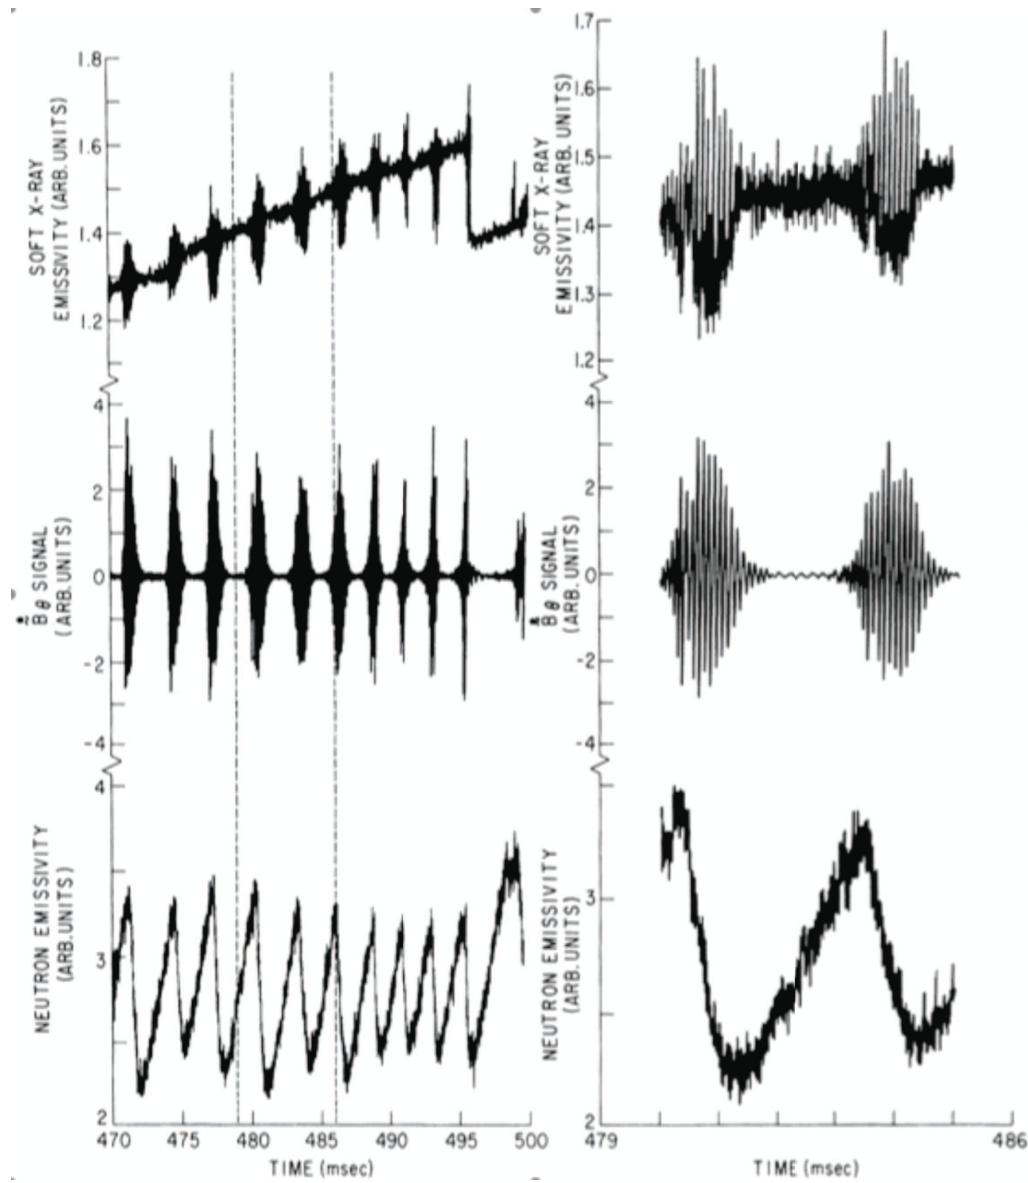 1.8
1.6
1.4
1.2
SOFT X-RAY
EMISSIVITY (ARB. UNITS)
4
2
0
-2
-4
Ḃθ SIGNAL
(ARB. UNITS)
4
3
2
NEUTRON EMISSIVITY
(ARB. UNITS)
470 475 480 485 490 495 500
TIME (msec)
1.7
1.6
1.5
1.4
1.3
1.2
SOFT X-RAY
EMISSIVITY (ARB. UNITS)
4
2
0
-2
-4
Ḃθ SIGNAL
(ARB. UNITS)
3
2
NEUTRON EMISSIVITY
(ARB. UNITS)
479 486
TIME (msec)